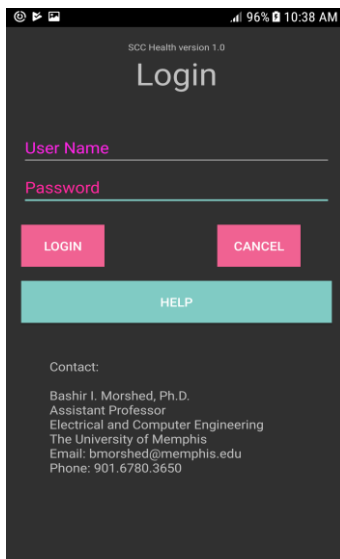 96% 10:38 AM
SCC Health version 1.0
Login
User Name
Password
LOGIN
CANCEL
HELP
Contact:
Bashir I. Morshed, Ph.D.
Assistant Professor
Electrical and Computer Engineering
The University of Memphis
Email: bmorshed@memphis.edu
Phone: 901.6780.3650